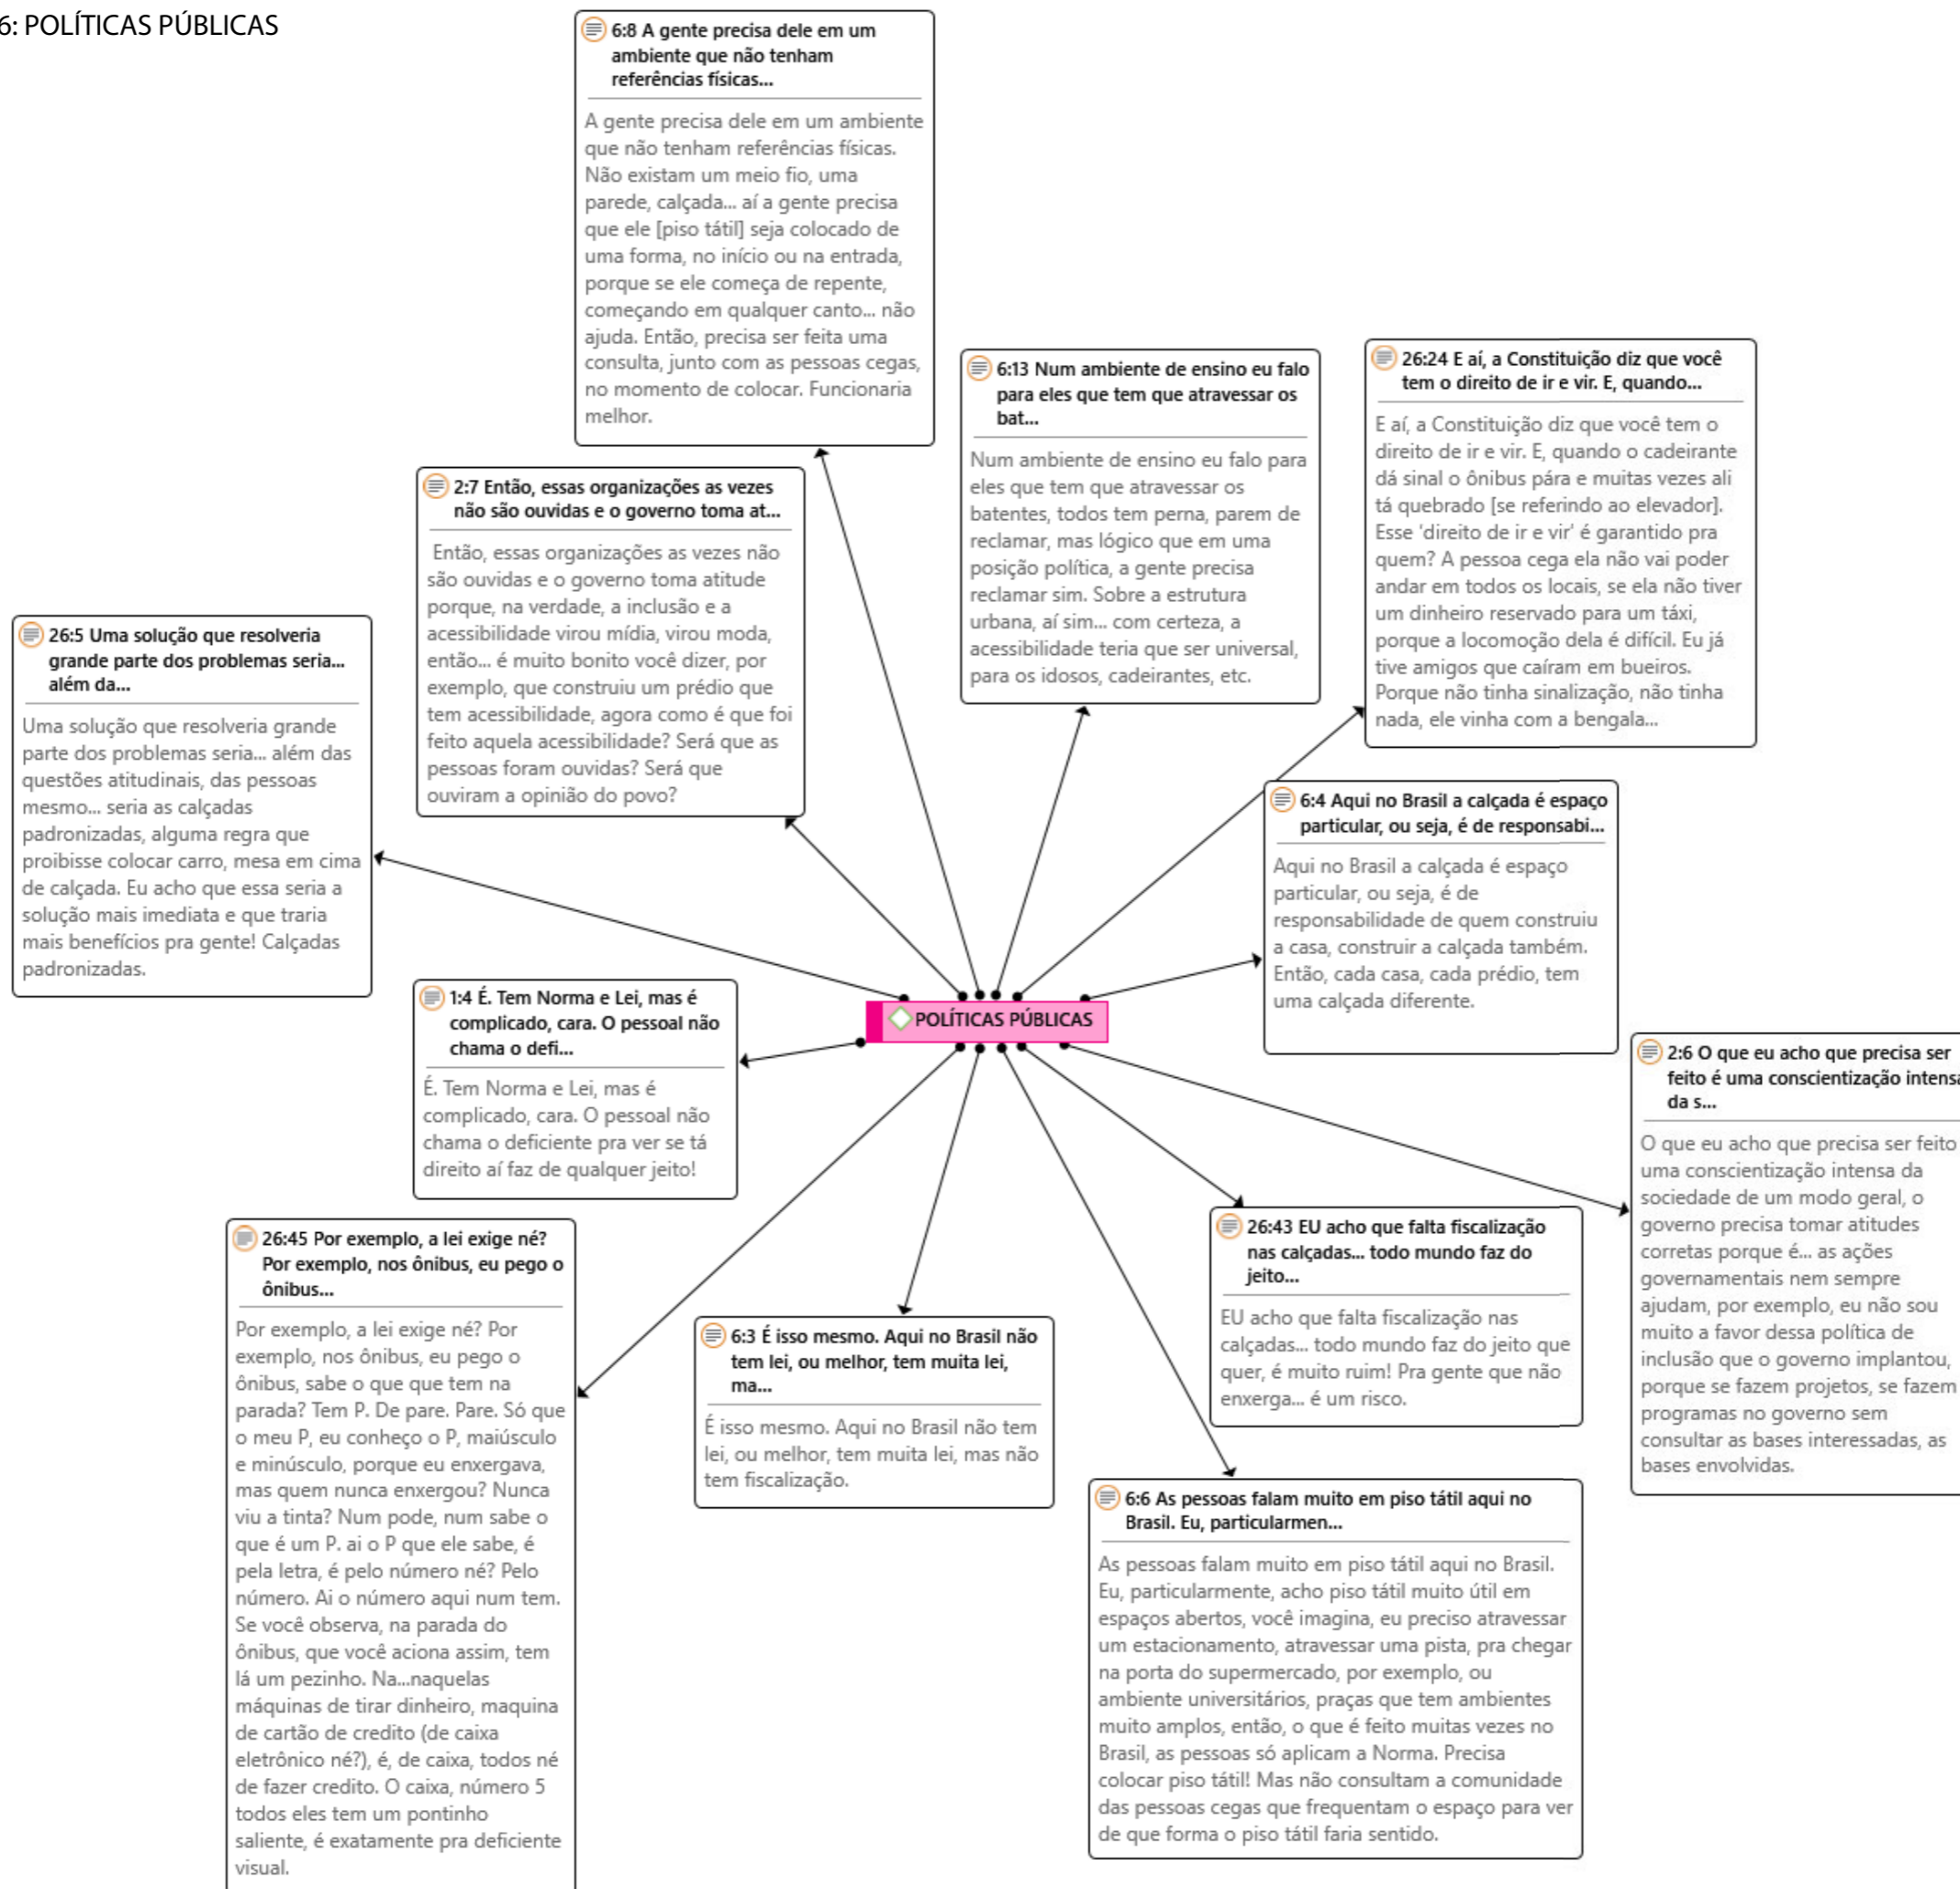 6: POLÍTICAS PÚBLICAS
6:8 A gente precisa dele em um
ambiente que não tenham
referências físicas...
A gente precisa dele em um ambiente
que não tenham referências físicas.
Não existam um meio fio, uma
parede, calçada... aí a gente precisa
que ele [piso tátil] seja colocado de
uma forma, no início ou na entrada,
porque se ele começa de repente,
começando em qualquer canto... não
ajuda. Então, precisa ser feita uma
consulta, junto com as pessoas cegas,
no momento de colocar. Funcionaria
melhor.
6:13 Num ambiente de ensino eu falo
para eles que tem que atravessar os
bat...
Num ambiente de ensino eu falo para
eles que tem que atravessar os
batentes, todos tem perna, parem de
reclamar, mas lógico que em uma
posição política, a gente precisa
reclamar sim. Sobre a estrutura
urbana, aí sim... com certeza, a
acessibilidade teria que ser universal,
para os idosos, cadeirantes, etc.
26:24 E aí, a Constituição diz que você
tem o direito de ir e vir. E, quando...
E aí, a Constituição diz que você tem o
direito de ir e vir. E, quando o cadeirante
dá sinal o ônibus pára e muitas vezes ali
tá quebrado [se referindo ao elevador].
Esse 'direito de ir e vir' é garantido pra
quem? A pessoa cega ela não vai poder
andar em todos os locais, se ela não tiver
um dinheiro reservado para um táxi,
porque a locomoção dela é difícil. Eu já
tive amigos que caíram em bueiros.
Porque não tinha sinalização, não tinha
nada, ele vinha com a bengala...
2:7 Então, essas organizações as vezes
não são ouvidas e o governo toma at...
Então, essas organizações as vezes não
são ouvidas e o governo toma atitude
porque, na verdade, a inclusão e a
acessibilidade virou mídia, virou moda,
então... é muito bonito você dizer, por
exemplo, que construiu um prédio que
tem acessibilidade, agora como é que foi
feito aquela acessibilidade? Será que as
pessoas foram ouvidas? Será que
ouviram a opinião do povo?
26:5 Uma solução que resolveria
grande parte dos problemas seria...
além da...
Uma solução que resolveria grande
parte dos problemas seria... além das
questões atitudinais, das pessoas
mesmo... seria as calçadas
padronizadas, alguma regra que
proibisse colocar carro, mesa em cima
de calçada. Eu acho que essa seria a
solução mais imediata e que traria
mais benefícios pra gente! Calçadas
padronizadas.
6:4 Aqui no Brasil a calçada é espaço
particular, ou seja, é de responsabi...
Aqui no Brasil a calçada é espaço
particular, ou seja, é de
responsabilidade de quem construiu
a casa, construir a calçada também.
Então, cada casa, cada prédio, tem
uma calçada diferente.
1:4 É. Tem Norma e Lei, mas é
complicado, cara. O pessoal não
chama o defi...
É. Tem Norma e Lei, mas é
complicado, cara. O pessoal não
chama o deficiente pra ver se tá
direito aí faz de qualquer jeito!
POLÍTICAS PÚBLICAS
2:6 O que eu acho que precisa ser
feito é uma conscientização intensa
da s...
O que eu acho que precisa ser feito
uma conscientização intensa da
sociedade de um modo geral, o
governo precisa tomar atitudes
corretas porque é... as ações
governamentais nem sempre
ajudam, por exemplo, eu não sou
muito a favor dessa política de
inclusão que o governo implantou,
porque se fazem projetos, se fazem
programas no governo sem
consultar as bases interessadas, as
bases envolvidas.
26:43 EU acho que falta fiscalização
nas calçadas... todo mundo faz do
jeito...
EU acho que falta fiscalização nas
calçadas... todo mundo faz do jeito que
quer, é muito ruim! Pra gente que não
enxerga... é um risco.
26:45 Por exemplo, a lei exige né?
Por exemplo, nos ônibus, eu pego o
ônibus...
Por exemplo, a lei exige né? Por
exemplo, nos ônibus, eu pego o
ônibus, sabe o que que tem na
parada? Tem P. De pare. Pare. Só que
o meu P, eu conheço o P, maiúsculo
e minúsculo, porque eu enxergava,
mas quem nunca enxergou? Nunca
viu a tinta? Num pode, num sabe o
que é um P. ai o P que ele sabe, é
pela letra, é pelo número né? Pelo
número. Ai o número aqui num tem.
Se você observa, na parada do
ônibus, que você aciona assim, tem
lá um pezinho. Na...naquelas
máquinas de tirar dinheiro, maquina
de cartão de credito (de caixa
eletrônico né?), é, de caixa, todos né
de fazer credito. O caixa, número 5
todos eles tem um pontinho
saliente, é exatamente pra deficiente
visual.
6:3 É isso mesmo. Aqui no Brasil não
tem lei, ou melhor, tem muita lei,
ma...
É isso mesmo. Aqui no Brasil não tem
lei, ou melhor, tem muita lei, mas não
tem fiscalização.
6:6 As pessoas falam muito em piso tátil aqui no
Brasil. Eu, particularmen...
As pessoas falam muito em piso tátil aqui no Brasil.
Eu, particularmente, acho piso tátil muito útil em
espaços abertos, você imagina, eu preciso atravessar
um estacionamento, atravessar uma pista, pra chegar
na porta do supermercado, por exemplo, ou
ambiente universitários, praças que tem ambientes
muito amplos, então, o que é feito muitas vezes no
Brasil, as pessoas só aplicam a Norma. Precisa
colocar piso tátil! Mas não consultam a comunidade
das pessoas cegas que frequentam o espaço para ver
de que forma o piso tátil faria sentido.